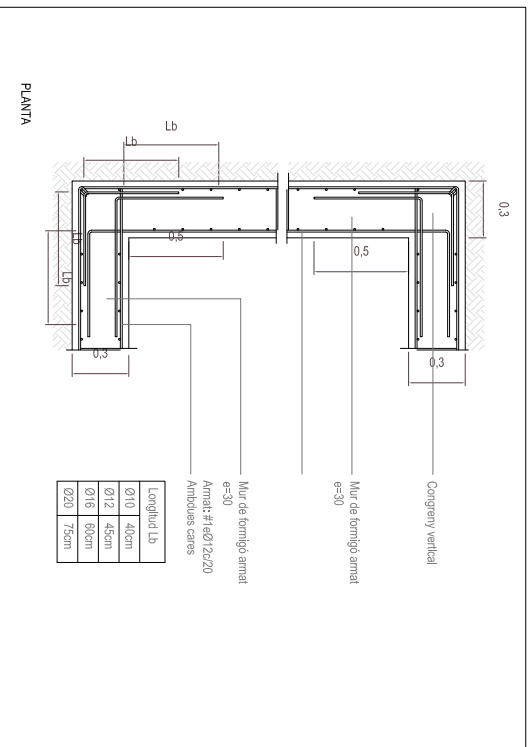 PLANTA
Lb
Lb
Lb
Lb
0,3
0,3
0,3
0,5
0,5
Congreny vertical
Mur de formigó armat
e=30
Mur de formigó armat
e=30
Armat: #1eØ12c/20
Ambdues cares
Longitud Lb
Ø10 40cm
Ø12 45cm
Ø16 60cm
Ø20 75cm